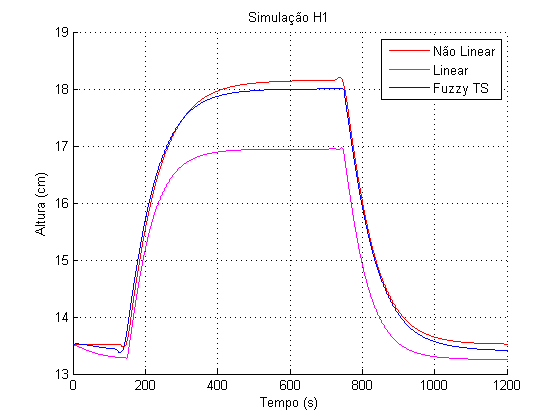 Simulação H1
19
18
17
16
15
14
13
Altura (cm)
Não Linear
Linear
Fuzzy TS
0
200
400
600
800
1000
1200
Tempo (s)